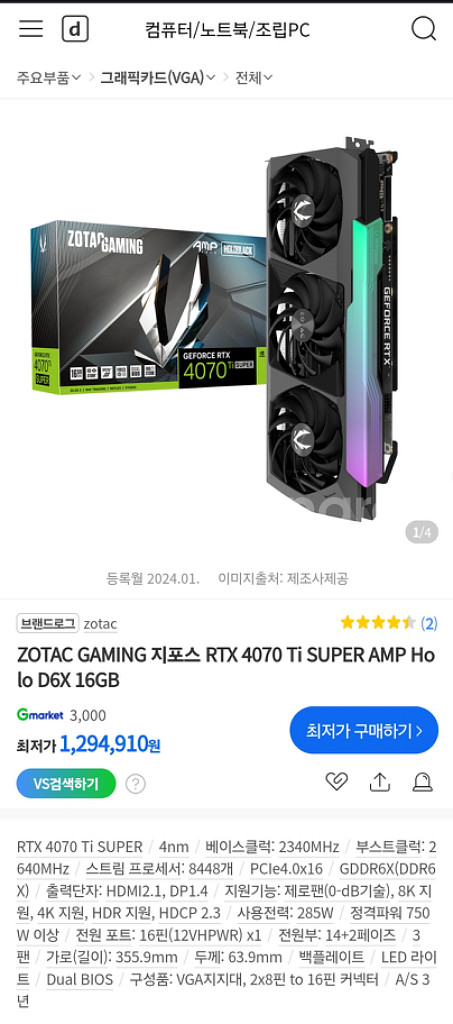 d
컴퓨터/노트북/조립PC
주요부품 그래픽카드(VGA) 전체
ZOTAC GAMING
AMP HOLOBLACK
GEFORCE RTX
4070 Ti SUPER
16GB
GEFORCE RTX
1/4
등록월 2024.01. 이미지출처: 제조사제공
브랜드로그 zotac
(2)
ZOTAC GAMING 지포스 RTX 4070 Ti SUPER AMP Ho
lo D6X 16GB
Gmarket 3,000
최저가 1,294,910원
최저가 구매하기 >
VS검색하기 ?
RTX 4070 Ti SUPER / 4nm / 베이스클럭: 2340MHz / 부스트클럭: 2
640MHz / 스트림 프로세서: 8448개 / PCIe4.0x16 / GDDR6X(DDR6
X) / 출력단자: HDMI2.1, DP1.4 / 지원기능: 제로팬(0-dB기술), 8K 지
원, 4K 지원, HDR 지원, HDCP 2.3 / 사용전력: 285W / 정격파워 750
W 이상 / 전원 포트: 16핀(12VHPWR) x1 / 전원부: 14+2페이즈 / 3
팬 / 가로(길이): 355.9mm / 두께: 63.9mm / 백플레이트 / LED 라이
트 / Dual BIOS / 구성품: VGA지지대, 2x8핀 to 16핀 커넥터 / A/S 3
년